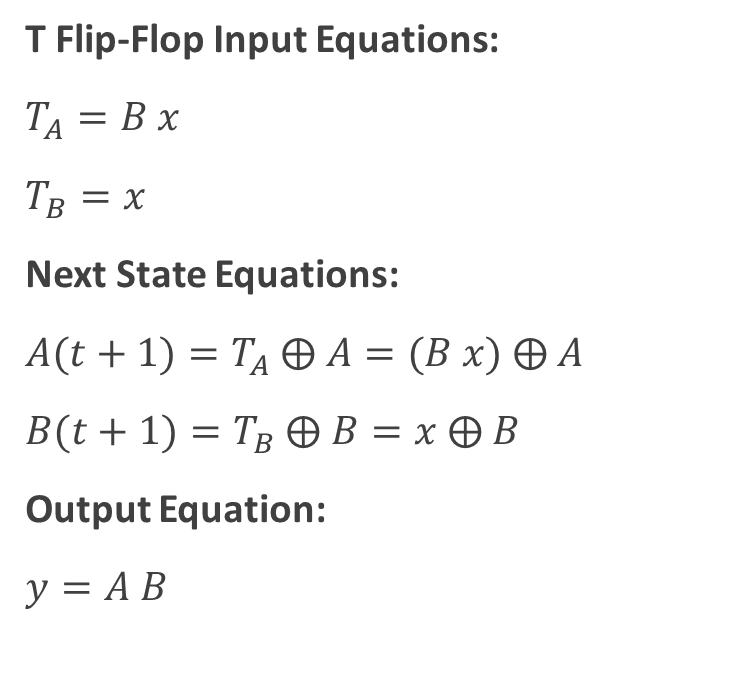 T Flip-Flop Input Equations:
T_A = B x
T_B = x
Next State Equations:
A(t + 1) = T_A ⊕ A = (B x) ⊕ A
B(t + 1) = T_B ⊕ B = x ⊕ B
Output Equation:
y = A B